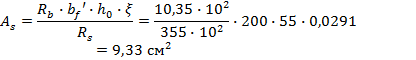 A_s = (R_b · b_f' · h_0 · ξ) / R_s = (10,35 · 10^2) / (355 · 10^2) · 200 · 55 · 0,0291
= 9,33 см^2